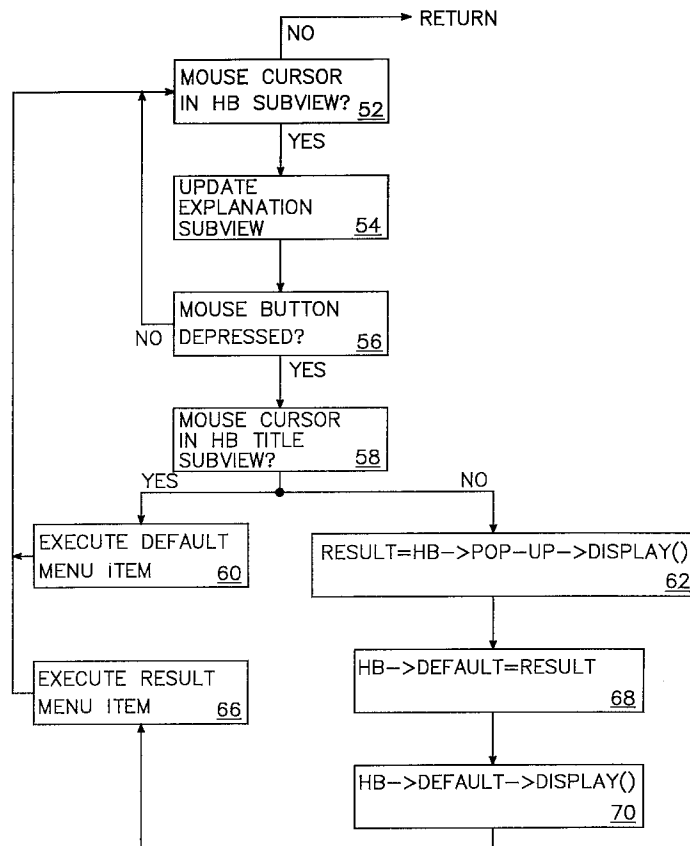 NO
RETURN
MOUSE CURSOR
IN HB SUBVIEW?
52
YES
UPDATE
EXPLANATION
SUBVIEW
54
MOUSE BUTTON
DEPRESSED?
56
NO
YES
MOUSE CURSOR
IN HB TITLE
SUBVIEW?
58
YES
NO
EXECUTE DEFAULT
MENU iTEM
60
RESULT=HB->POP-UP->DISPLAY()
62
HB->DEFAULT=RESULT
68
EXECUTE RESULT
MENU ITEM
66
HB->DEFAULT->DISPLAY()
70